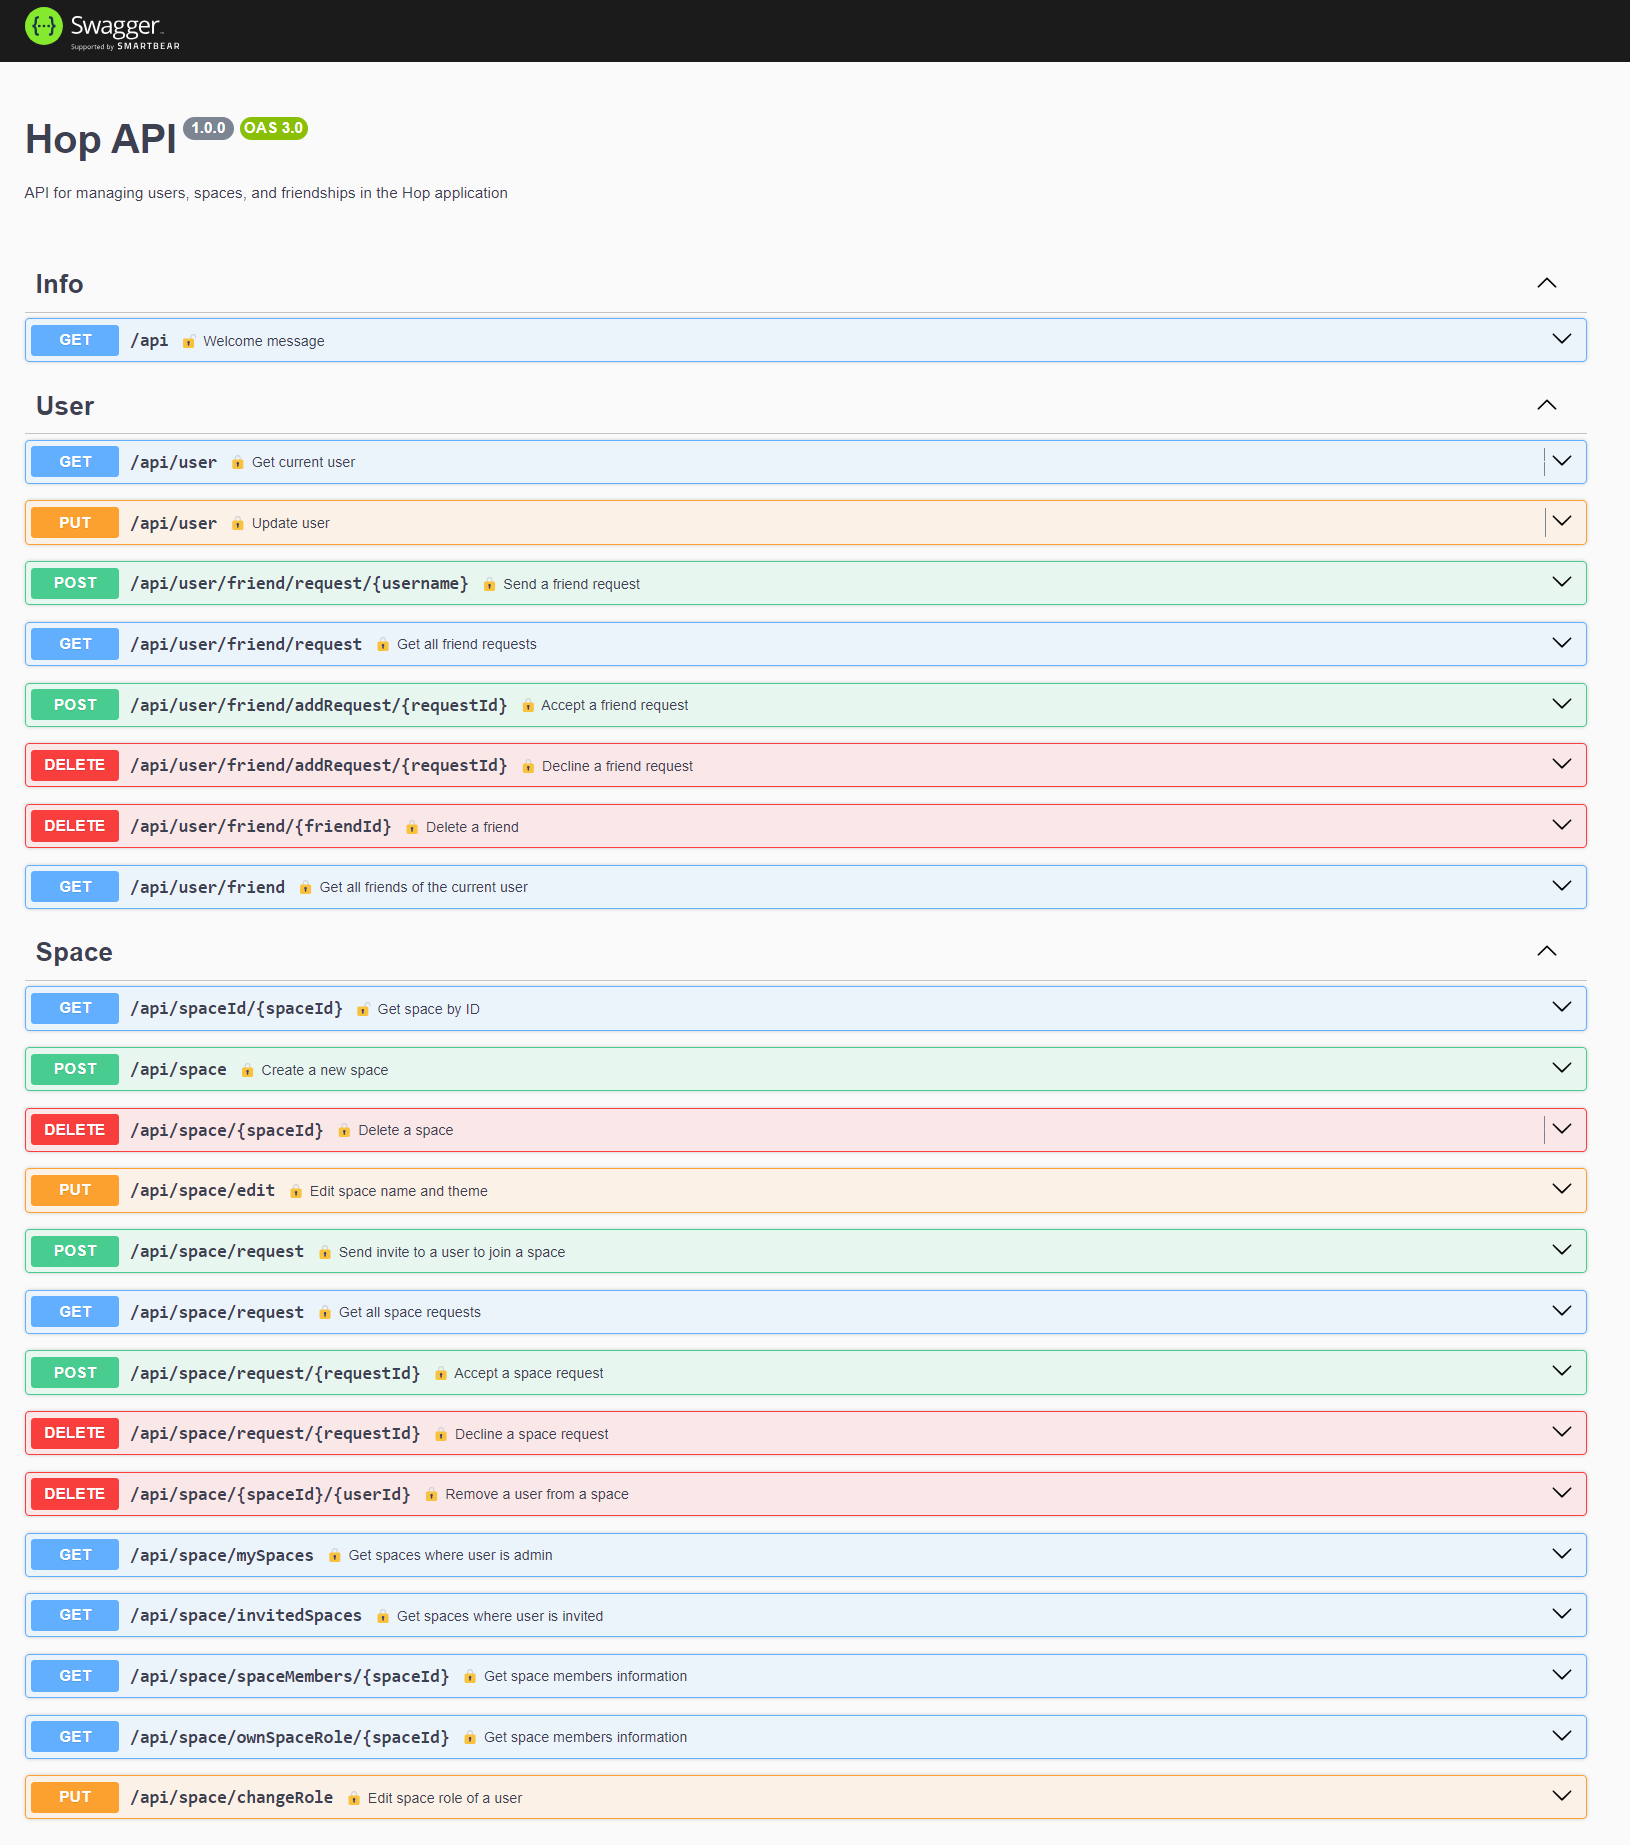 Swagger
Supported by SMARTBEAR
Hop API 1.0.0 OAS 3.0
API for managing users, spaces, and friendships in the Hop application
Info
GET /api Welcome message
User
GET /api/user Get current user
PUT /api/user Update user
POST /api/user/friend/request/{username} Send a friend request
GET /api/user/friend/request Get all friend requests
POST /api/user/friend/addRequest/{requestId} Accept a friend request
DELETE /api/user/friend/addRequest/{requestId} Decline a friend request
DELETE /api/user/friend/{friendId} Delete a friend
GET /api/user/friend Get all friends of the current user
Space
GET /api/spaceId/{spaceId} Get space by ID
POST /api/space Create a new space
DELETE /api/space/{spaceId} Delete a space
PUT /api/space/edit Edit space name and theme
POST /api/space/request Send invite to a user to join a space
GET /api/space/request Get all space requests
POST /api/space/request/{requestId} Accept a space request
DELETE /api/space/request/{requestId} Decline a space request
DELETE /api/space/{spaceId}/{userId} Remove a user from a space
GET /api/space/mySpaces Get spaces where user is admin
GET /api/space/invitedSpaces Get spaces where user is invited
GET /api/space/spaceMembers/{spaceId} Get space members information
GET /api/space/ownSpaceRole/{spaceId} Get space members information
PUT /api/space/changeRole Edit space role of a user